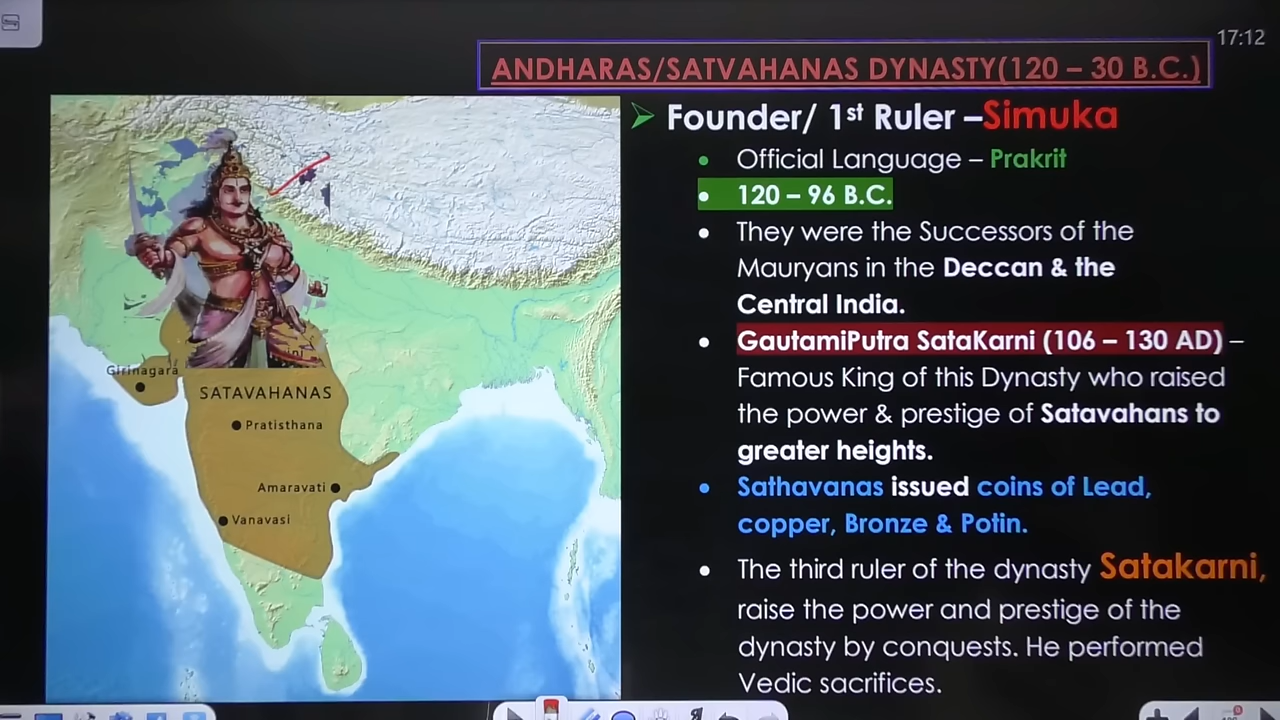 17:12
ANDHARAS/SATVAHANAS DYNASTY(120 – 30 B.C.)
➤ Founder/ 1st Ruler –Simuka
• Official Language – Prakrit
• 120 – 96 B.C.
• They were the Successors of the
Mauryans in the Deccan & the
Central India.
• GautamiPutra SataKarni (106 – 130 AD) –
Famous King of this Dynasty who raised
the power & prestige of Satavahans to
greater heights.
• Sathavanas issued coins of Lead,
copper, Bronze & Potin.
• The third ruler of the dynasty Satakarni,
raise the power and prestige of the
dynasty by conquests. He performed
Vedic sacrifices.
Girinagara
SATAVAHANAS
Pratisthana
Amaravati
Vanavasi